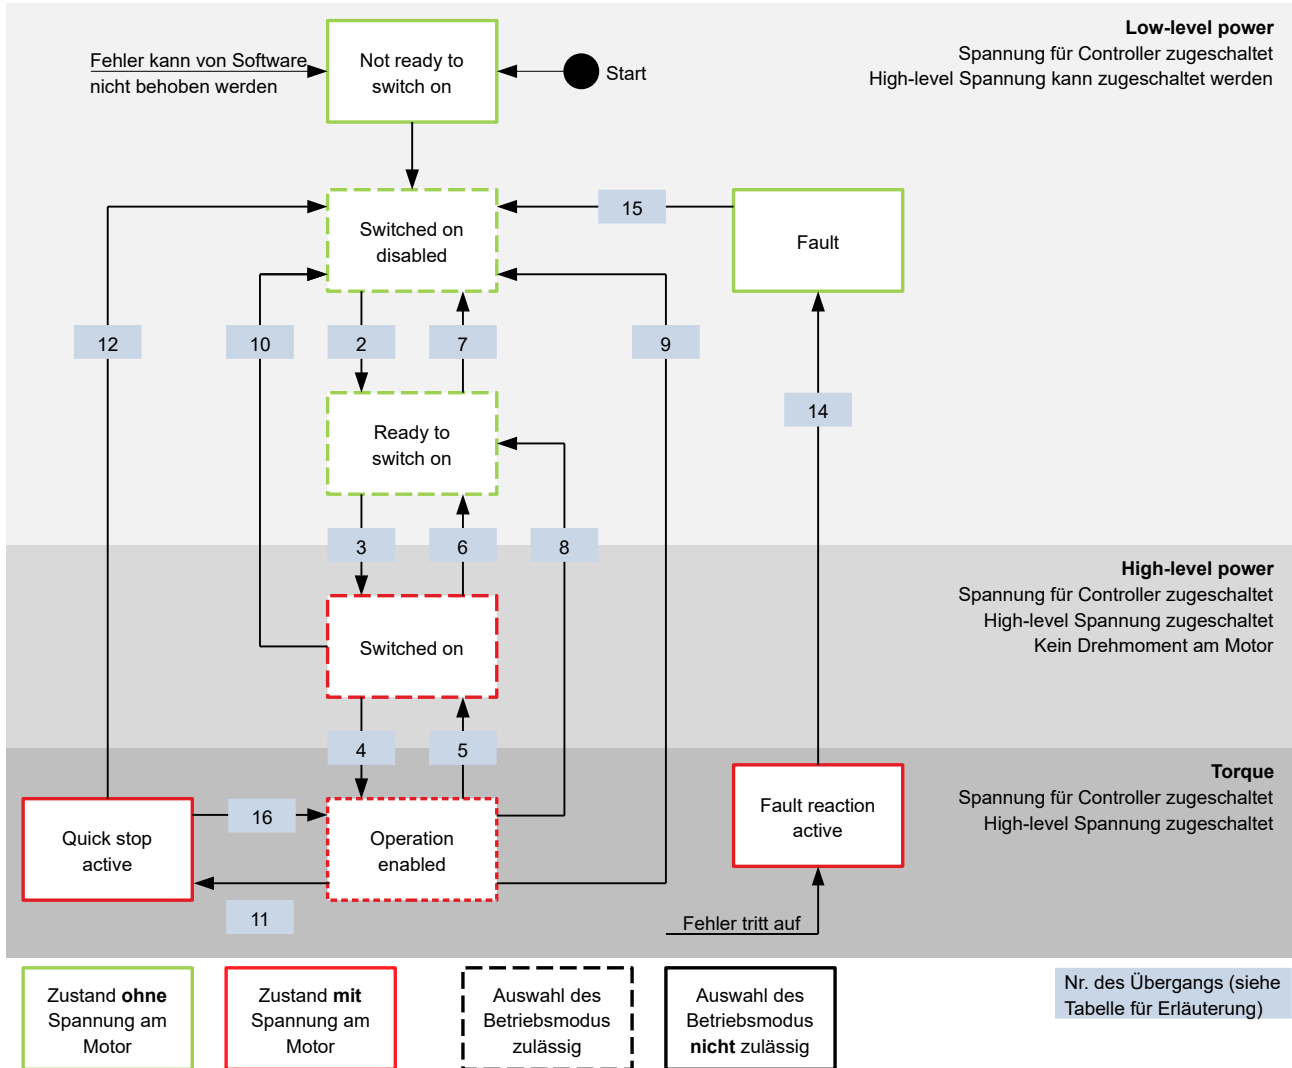 Low-level power
Spannung für Controller zugeschaltet
High-level Spannung kann zugeschaltet werden
Fehler kann von Software
nicht behoben werden
Not ready to
switch on
Start
Switched on
disabled
15
Fault
12
10
2
7
9
14
Ready to
switch on
3
6
8
High-level power
Spannung für Controller zugeschaltet
High-level Spannung zugeschaltet
Kein Drehmoment am Motor
Switched on
4
5
Torque
Spannung für Controller zugeschaltet
High-level Spannung zugeschaltet
Quick stop
active
16
Operation
enabled
Fault reaction
active
11
Fehler tritt auf
Zustand ohne
Spannung am
Motor
Zustand mit
Spannung am
Motor
Auswahl des
Betriebsmodus
zulässig
Auswahl des
Betriebsmodus
nicht zulässig
Nr. des Übergangs (siehe
Tabelle für Erläuterung)